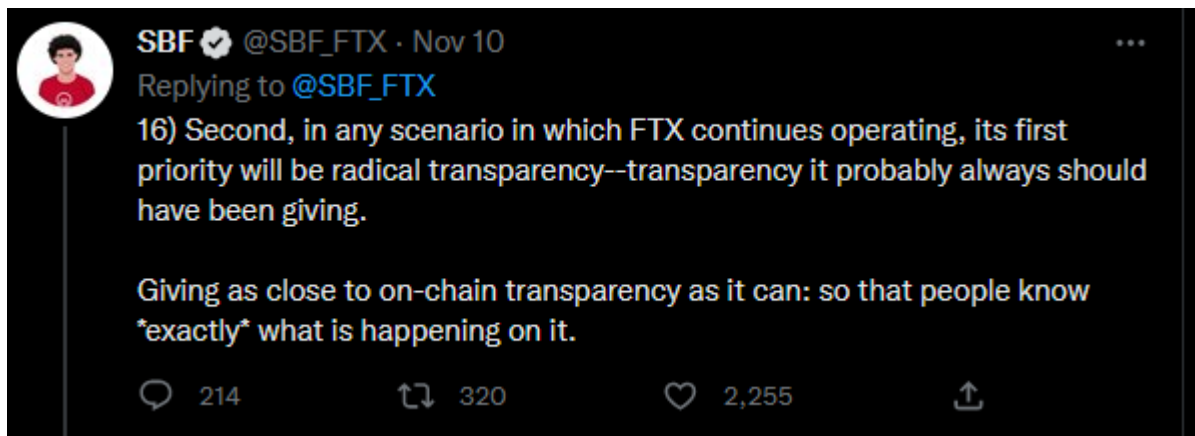 SBF @SBF_FTX · Nov 10
Replying to @SBF_FTX
16) Second, in any scenario in which FTX continues operating, its first
priority will be radical transparency--transparency it probably always should
have been giving.
Giving as close to on-chain transparency as it can: so that people know
*exactly* what is happening on it.
214 320 2,255